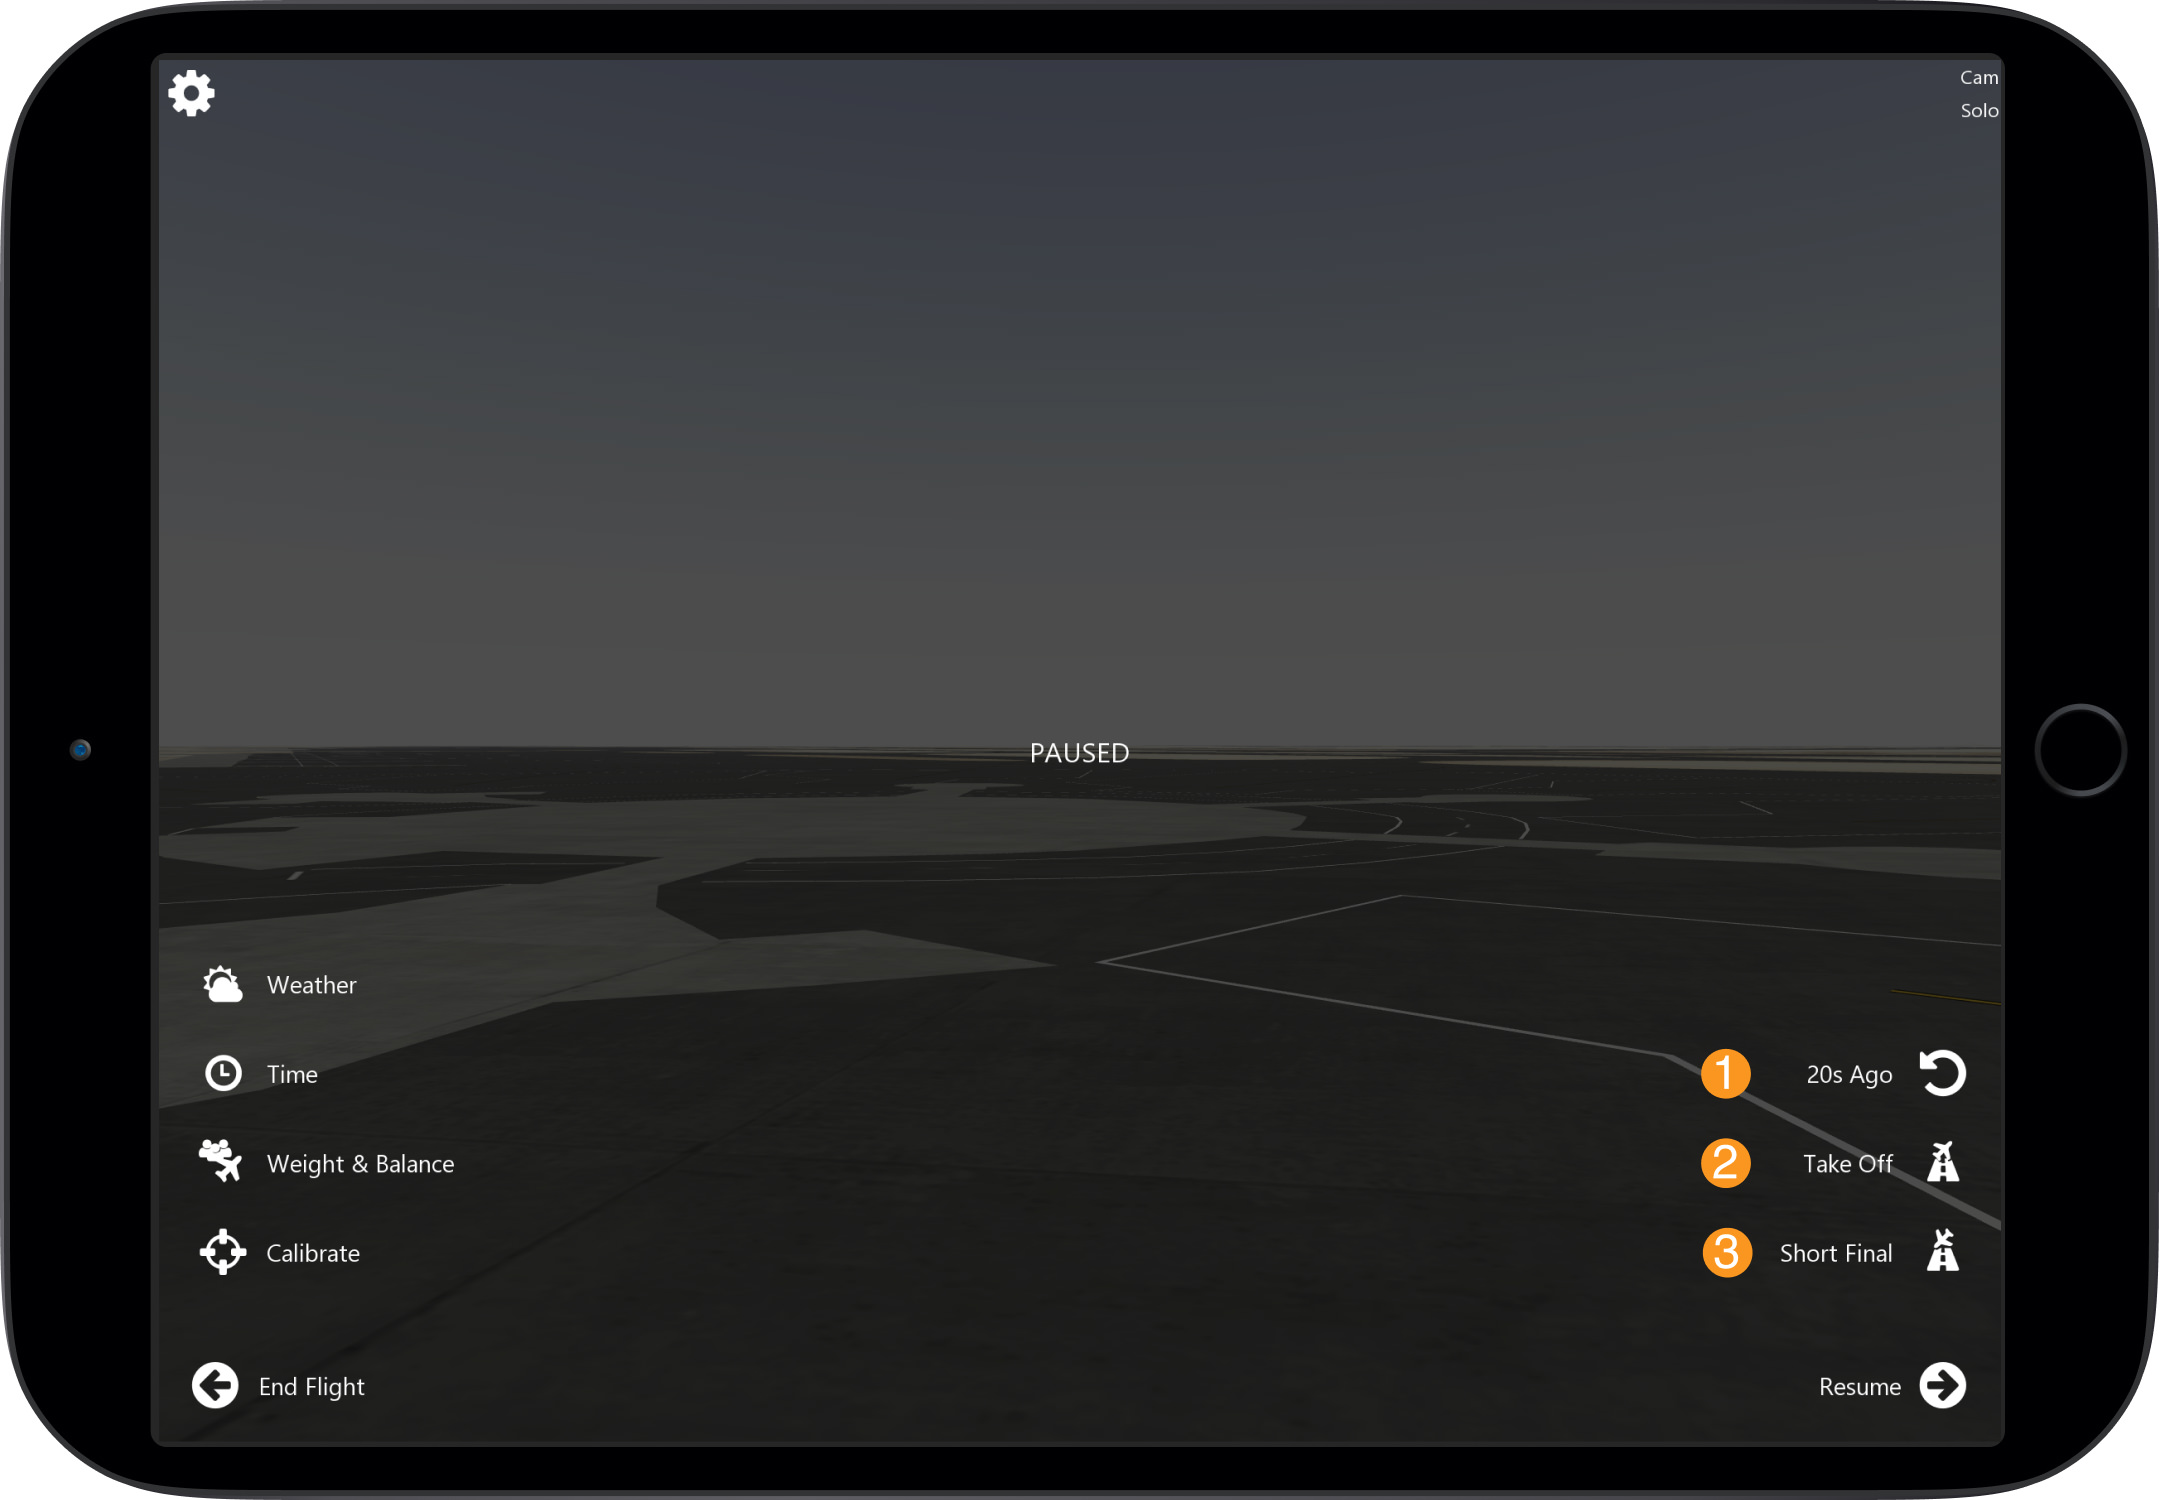 Cam
Solo
PAUSED
Weather
Time
1 20s Ago
Weight & Balance
2 Take Off
Calibrate
3 Short Final
End Flight
Resume